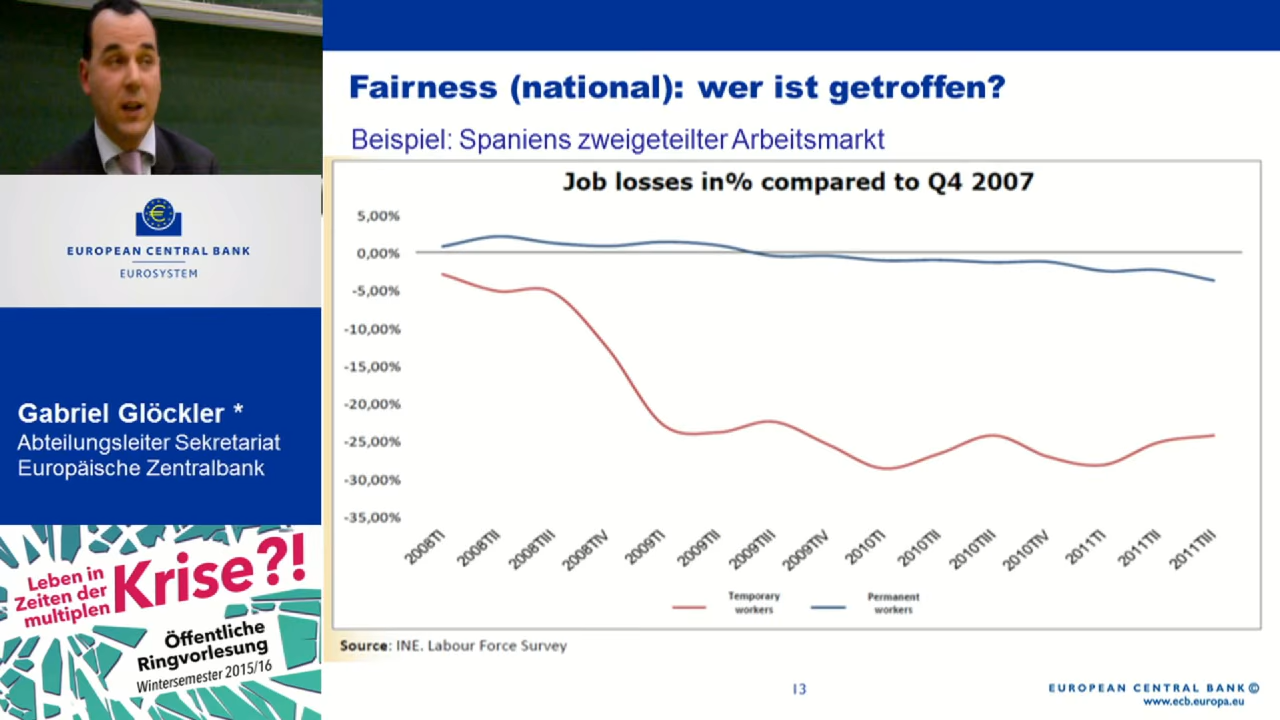 EUROPEAN CENTRAL BANK
EUROSYSTEM
Gabriel Glöckler *
Abteilungsleiter Sekretariat
Europäische Zentralbank
Leben in
Zeiten der
multiplen
Krise?!
Öffentliche
Ringvorlesung
Wintersemester 2015/16
Fairness (national): wer ist getroffen?
Beispiel: Spaniens zweigeteilter Arbeitsmarkt
Job losses in% compared to Q4 2007
5,00%
0,00%
-5,00%
-10,00%
-15,00%
-20,00%
-25,00%
-30,00%
-35,00%
2008TI
2008TII
2008TIII
2008TIV
2009TI
2009TII
2009TIII
2009TIV
2010TI
2010TII
2010TIII
2010TIV
2011TI
2011TII
2011TIII
Temporary
workers
Permanent
workers
Source: INE. Labour Force Survey
13
EUROPEAN CENTRAL BANK ©
www.ecb.europa.eu